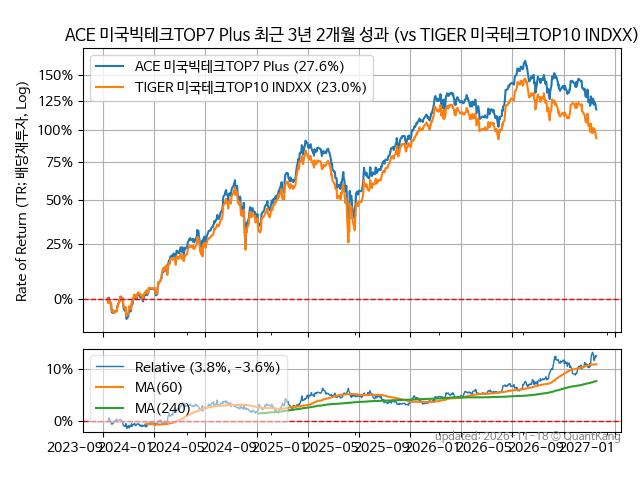 ACE 미국빅테크TOP7 Plus 최근 3년 2개월 성과 (vs TIGER 미국테크TOP10 INDXX)
Rate of Return (TR: 배당재투자, Log)
150%
125%
100%
75%
50%
25%
0%
ACE 미국빅테크TOP7 Plus (27.6%)
TIGER 미국테크TOP10 INDXX (23.0%)
10%
0%
Relative (3.8%, −3.6%)
MA(60)
MA(240)
2023-09 2024-01 2024-05 2024-09 2025-01 2025-05 2025-09 2026-01 2026-05 2026-09 2027-01
updated: 2026-11-18 © QuantKang